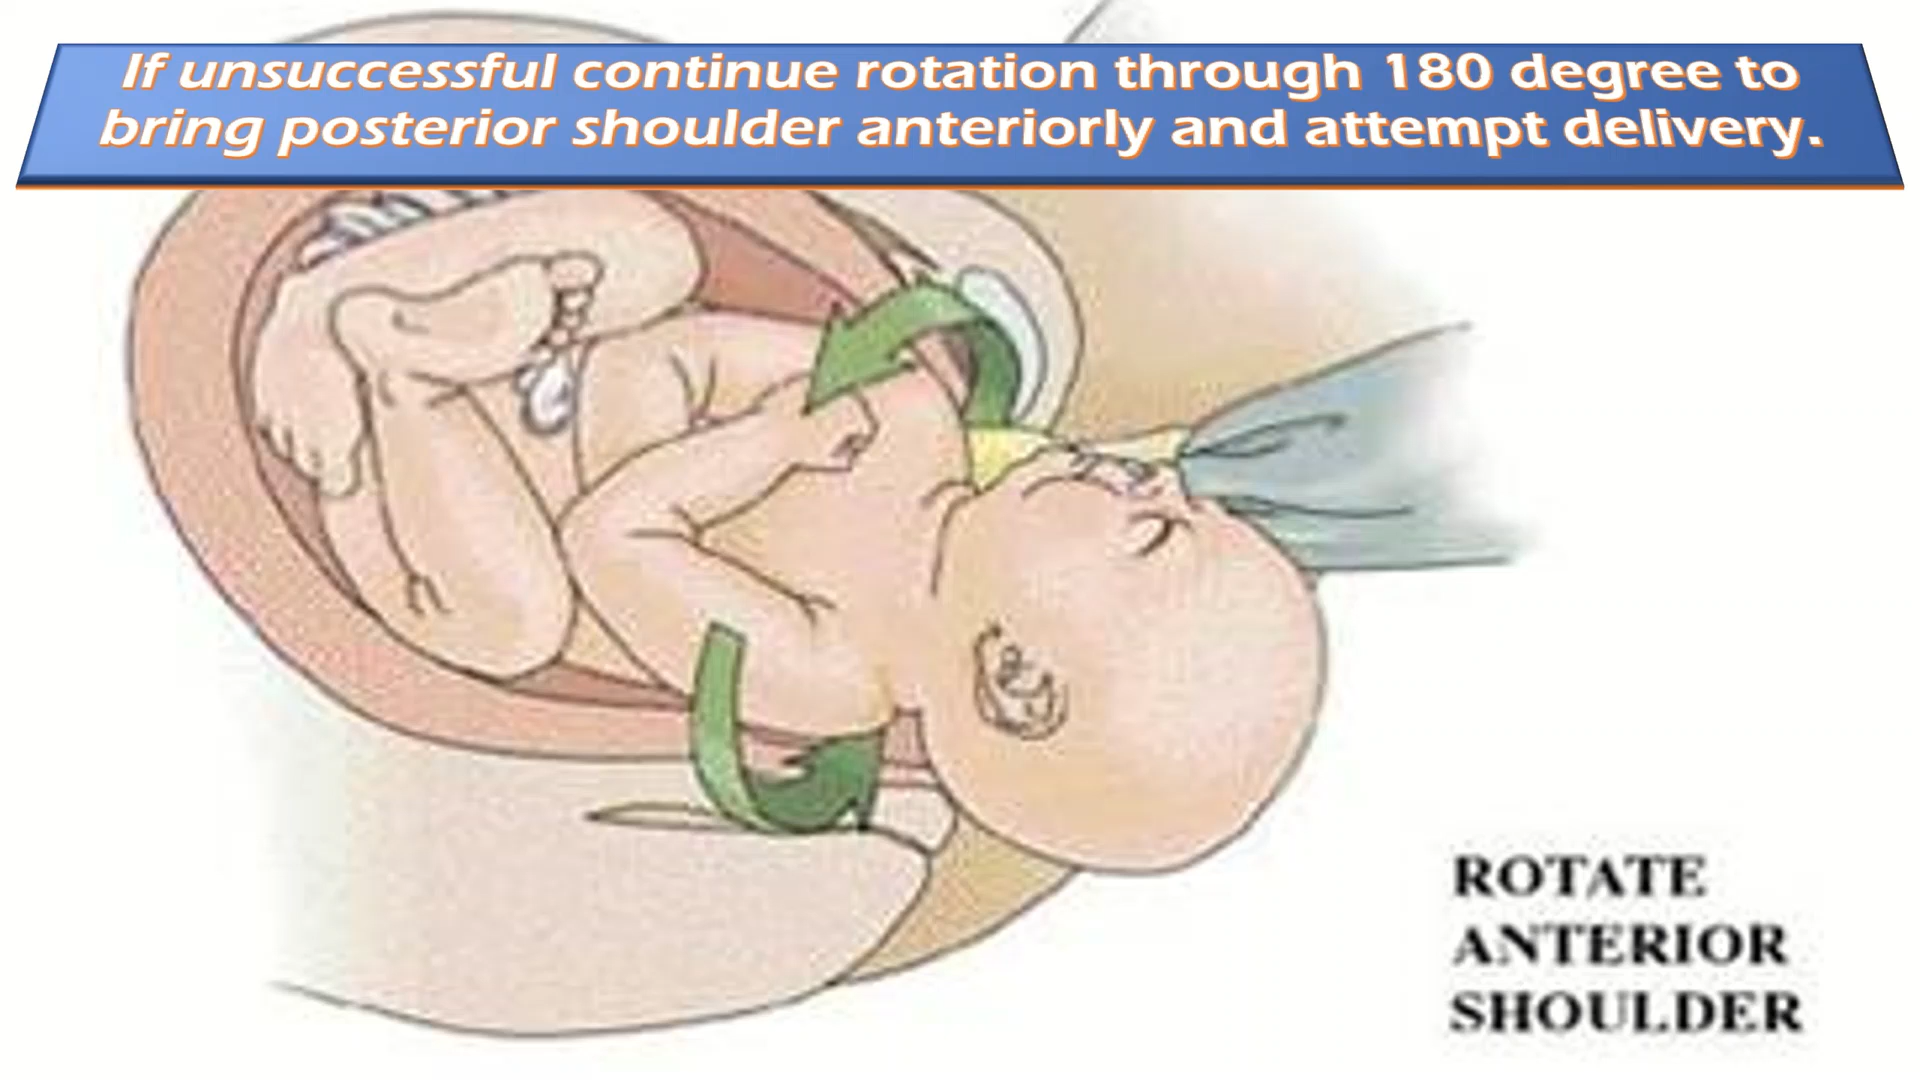 If unsuccessful continue rotation through 180 degree to
bring posterior shoulder anteriorly and attempt delivery.
ROTATE
ANTERIOR
SHOULDER